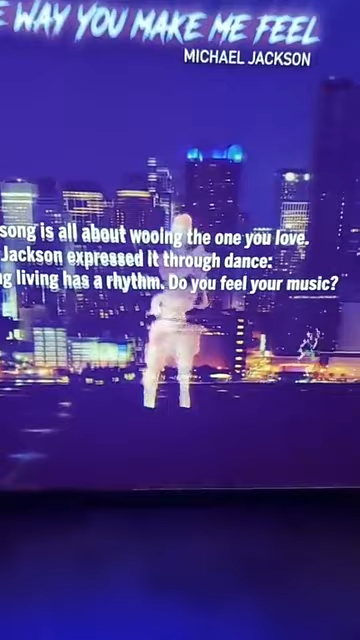 E WAY YOU MAKE ME FEEL
MICHAEL JACKSON
song is all about wooing the one you love.
Jackson expressed it through dance:
g living has a rhythm. Do you feel your music?